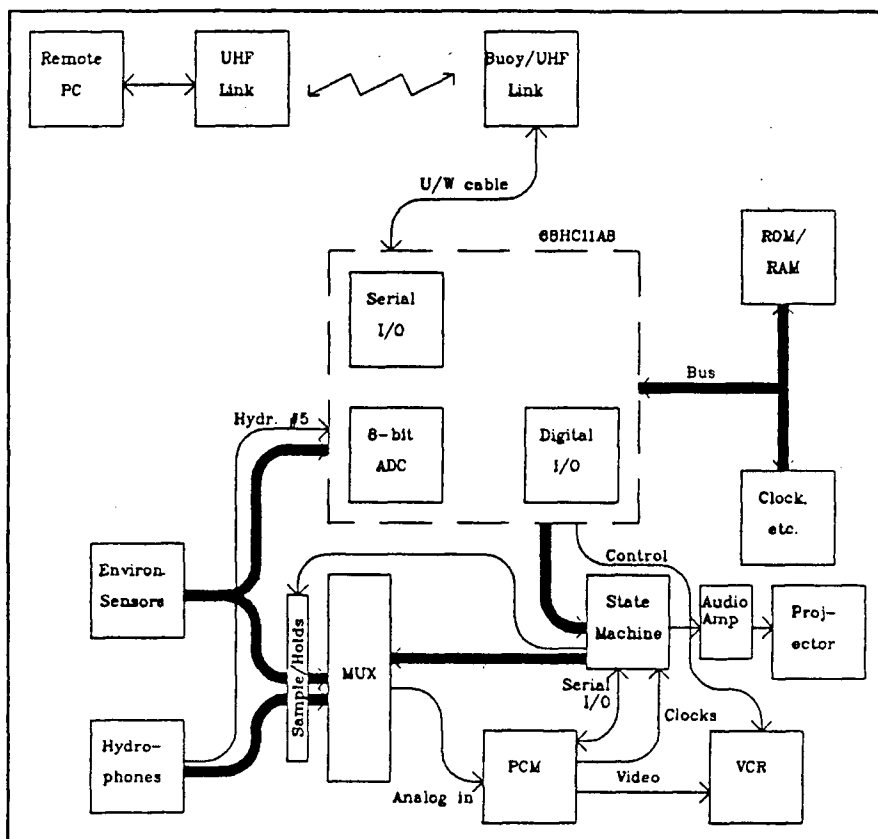 Remote
PC
UHF
Link
Buoy/UHF
Link
U/W cable
68HC11A8
Serial
I/O
ROM/
RAM
Bus
Hydr. #5
8-bit
ADC
Digital
I/O
Clock,
etc.
Environ.
Sensors
Control
Sample/Holds
MUX
State
Machine
Audio
Amp
Proj-
ector
Serial
I/O
Clocks
Hydro-
phones
PCM
VCR
Analog in
Video